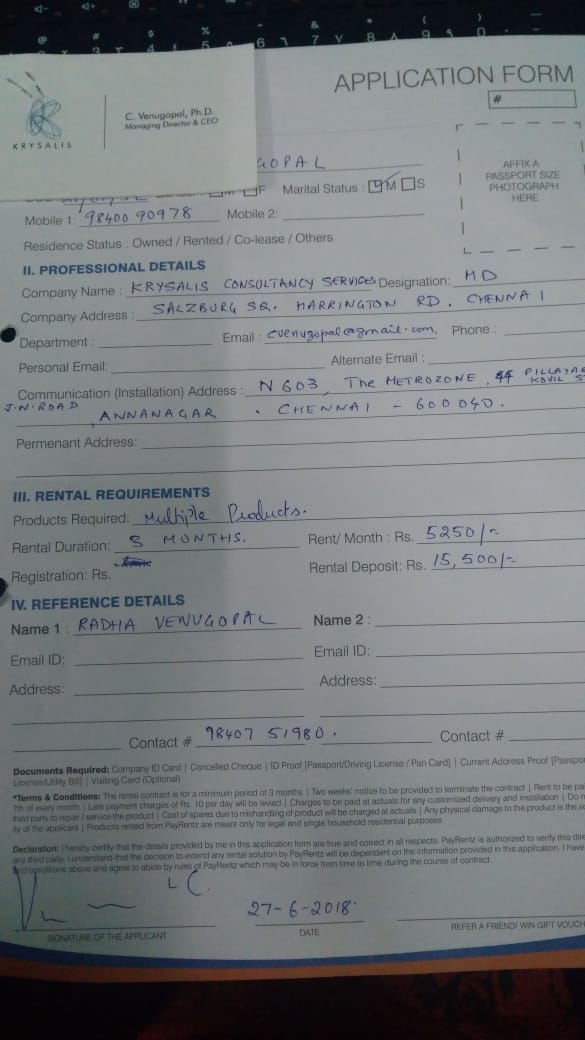 APPLICATION FORM
#
C. Venugopal, Ph.D.
Managing Director & CEO
KRYSALIS
GOPAL
AFFIX A
PASSPORT SIZE
PHOTOGRAPH
HERE
F Marital Status : M S
Mobile 1: 98400 90978 Mobile 2:
Residence Status : Owned / Rented / Co-lease / Others
II. PROFESSIONAL DETAILS
Company Name : KRYSALIS CONSULTANCY SERVICES Designation: MD
Company Address : SALZBURG SQ. HARRINGTON RD. CHENNAI
Department : Email : cvenugopal@gmail.com, Phone :
Personal Email: Alternate Email :
Communication (Installation) Address : N 603, The METROZONE, 44 PILLAYAR KOVIL
J.N. ROAD ANNANAGAR . CHENNAI - 600040.
Permenant Address:
III. RENTAL REQUIREMENTS
Products Required: Multiple Products.
Rental Duration: 3 MONTHS. Rent/ Month : Rs. 5250/-
Registration: Rs. Rental Deposit: Rs. 15,500/-
IV. REFERENCE DETAILS
Name 1 : RADHA VENUGOPAL Name 2 :
Email ID: Email ID:
Address: Address:
Contact # 98407 51980. Contact #
Documents Required: Company ID Card | Cancelled Cheque | ID Proof [Passport/Driving License / Pan Card] | Current Address Proof
License/Utility Bill] | Visiting Card (Optional)
*Terms & Conditions: The rental contract is for a minimum period of 3 months | Two weeks' notice to be provided to terminate the contract | Rent to be
7th of every month | Late payment charges of Rs. 10 per day will be levied | Charges to be paid at actuals for any customized delivery and installation |
third party to repair / service the product | Cost of spares due to mishandling of product will be charged at actuals | Any physical damage to the product is the
ity of the applicant | Products rented from PayRentz are meant only for legal and single household residential purposes.
Declaration: I hereby certify that the details provided by me in this application form are true and correct in all respects. PayRentz is authorized to verify this
any third party. I understand that the decision to extend any rental solution by PayRentz will be dependent on the information provided in this application. I have
and conditions above and agree to abide by rules of PayRentz which may be in force from time to time during the course of contract.
27-6-2018
SIGNATURE OF THE APPLICANT DATE REFER A FRIEND! WIN GIFT